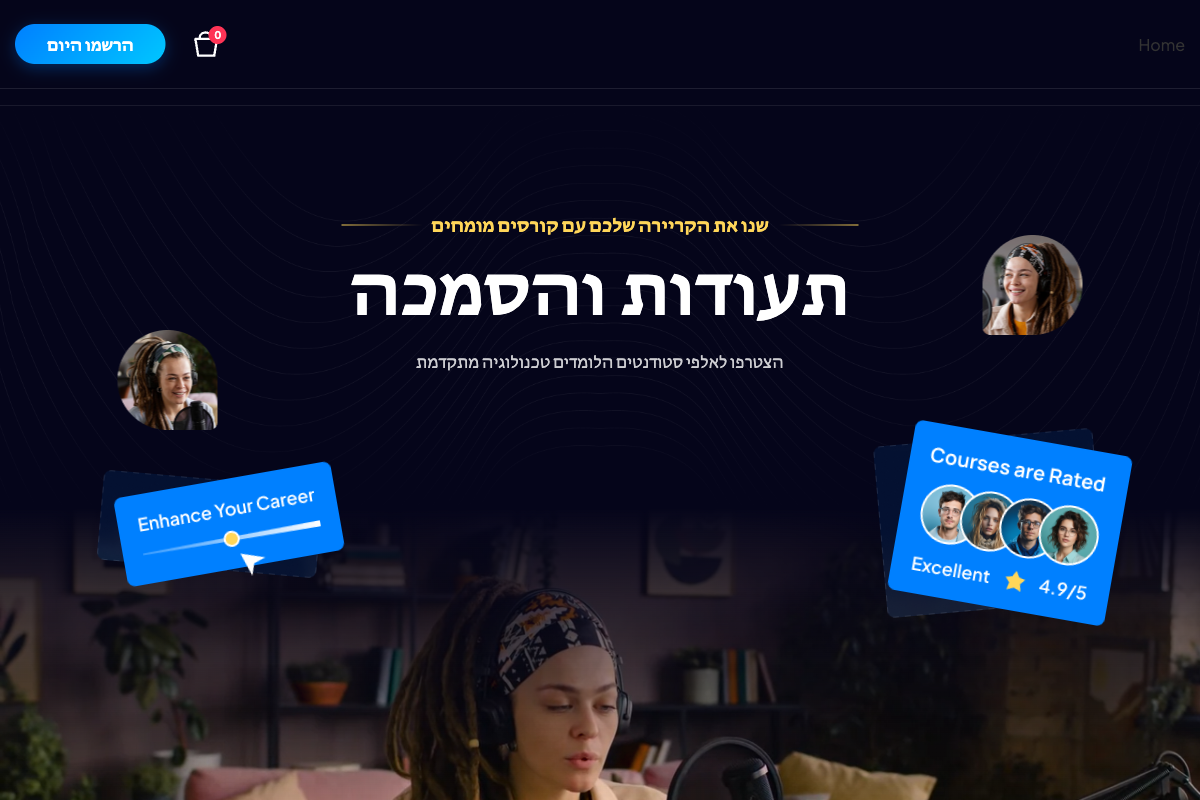 Home
0
הרשמו היום
שנו את הקריירה שלכם עם קורסים מומחים
תעודות והסמכה
הצטרפו לאלפי סטודנטים הלומדים טכנולוגיה מתקדמת
Enhance Your Career
Courses are Rated
Excellent 4.9/5